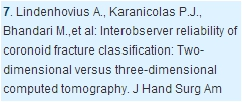 7. Lindenhovius A., Karanicolas P.J.,
Bhandari M.,et al: Interobserver reliability of
coronoid fracture classification: Two-
dimensional versus three-dimensional
computed tomography. J Hand Surg Am